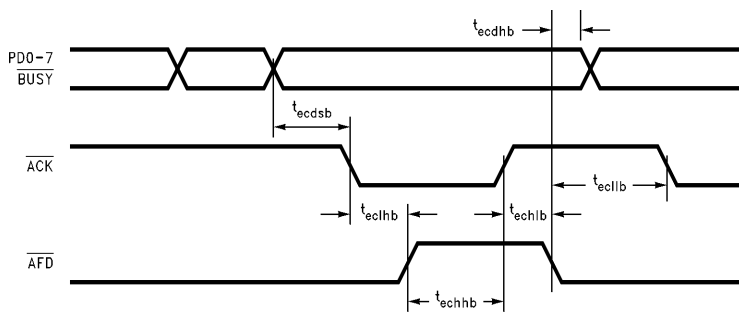 t_ecdhb
PD0-7
BUSY
t_ecdsb
ACK
t_ecllb
t_eclhb
t_echlb
AFD
t_echhb